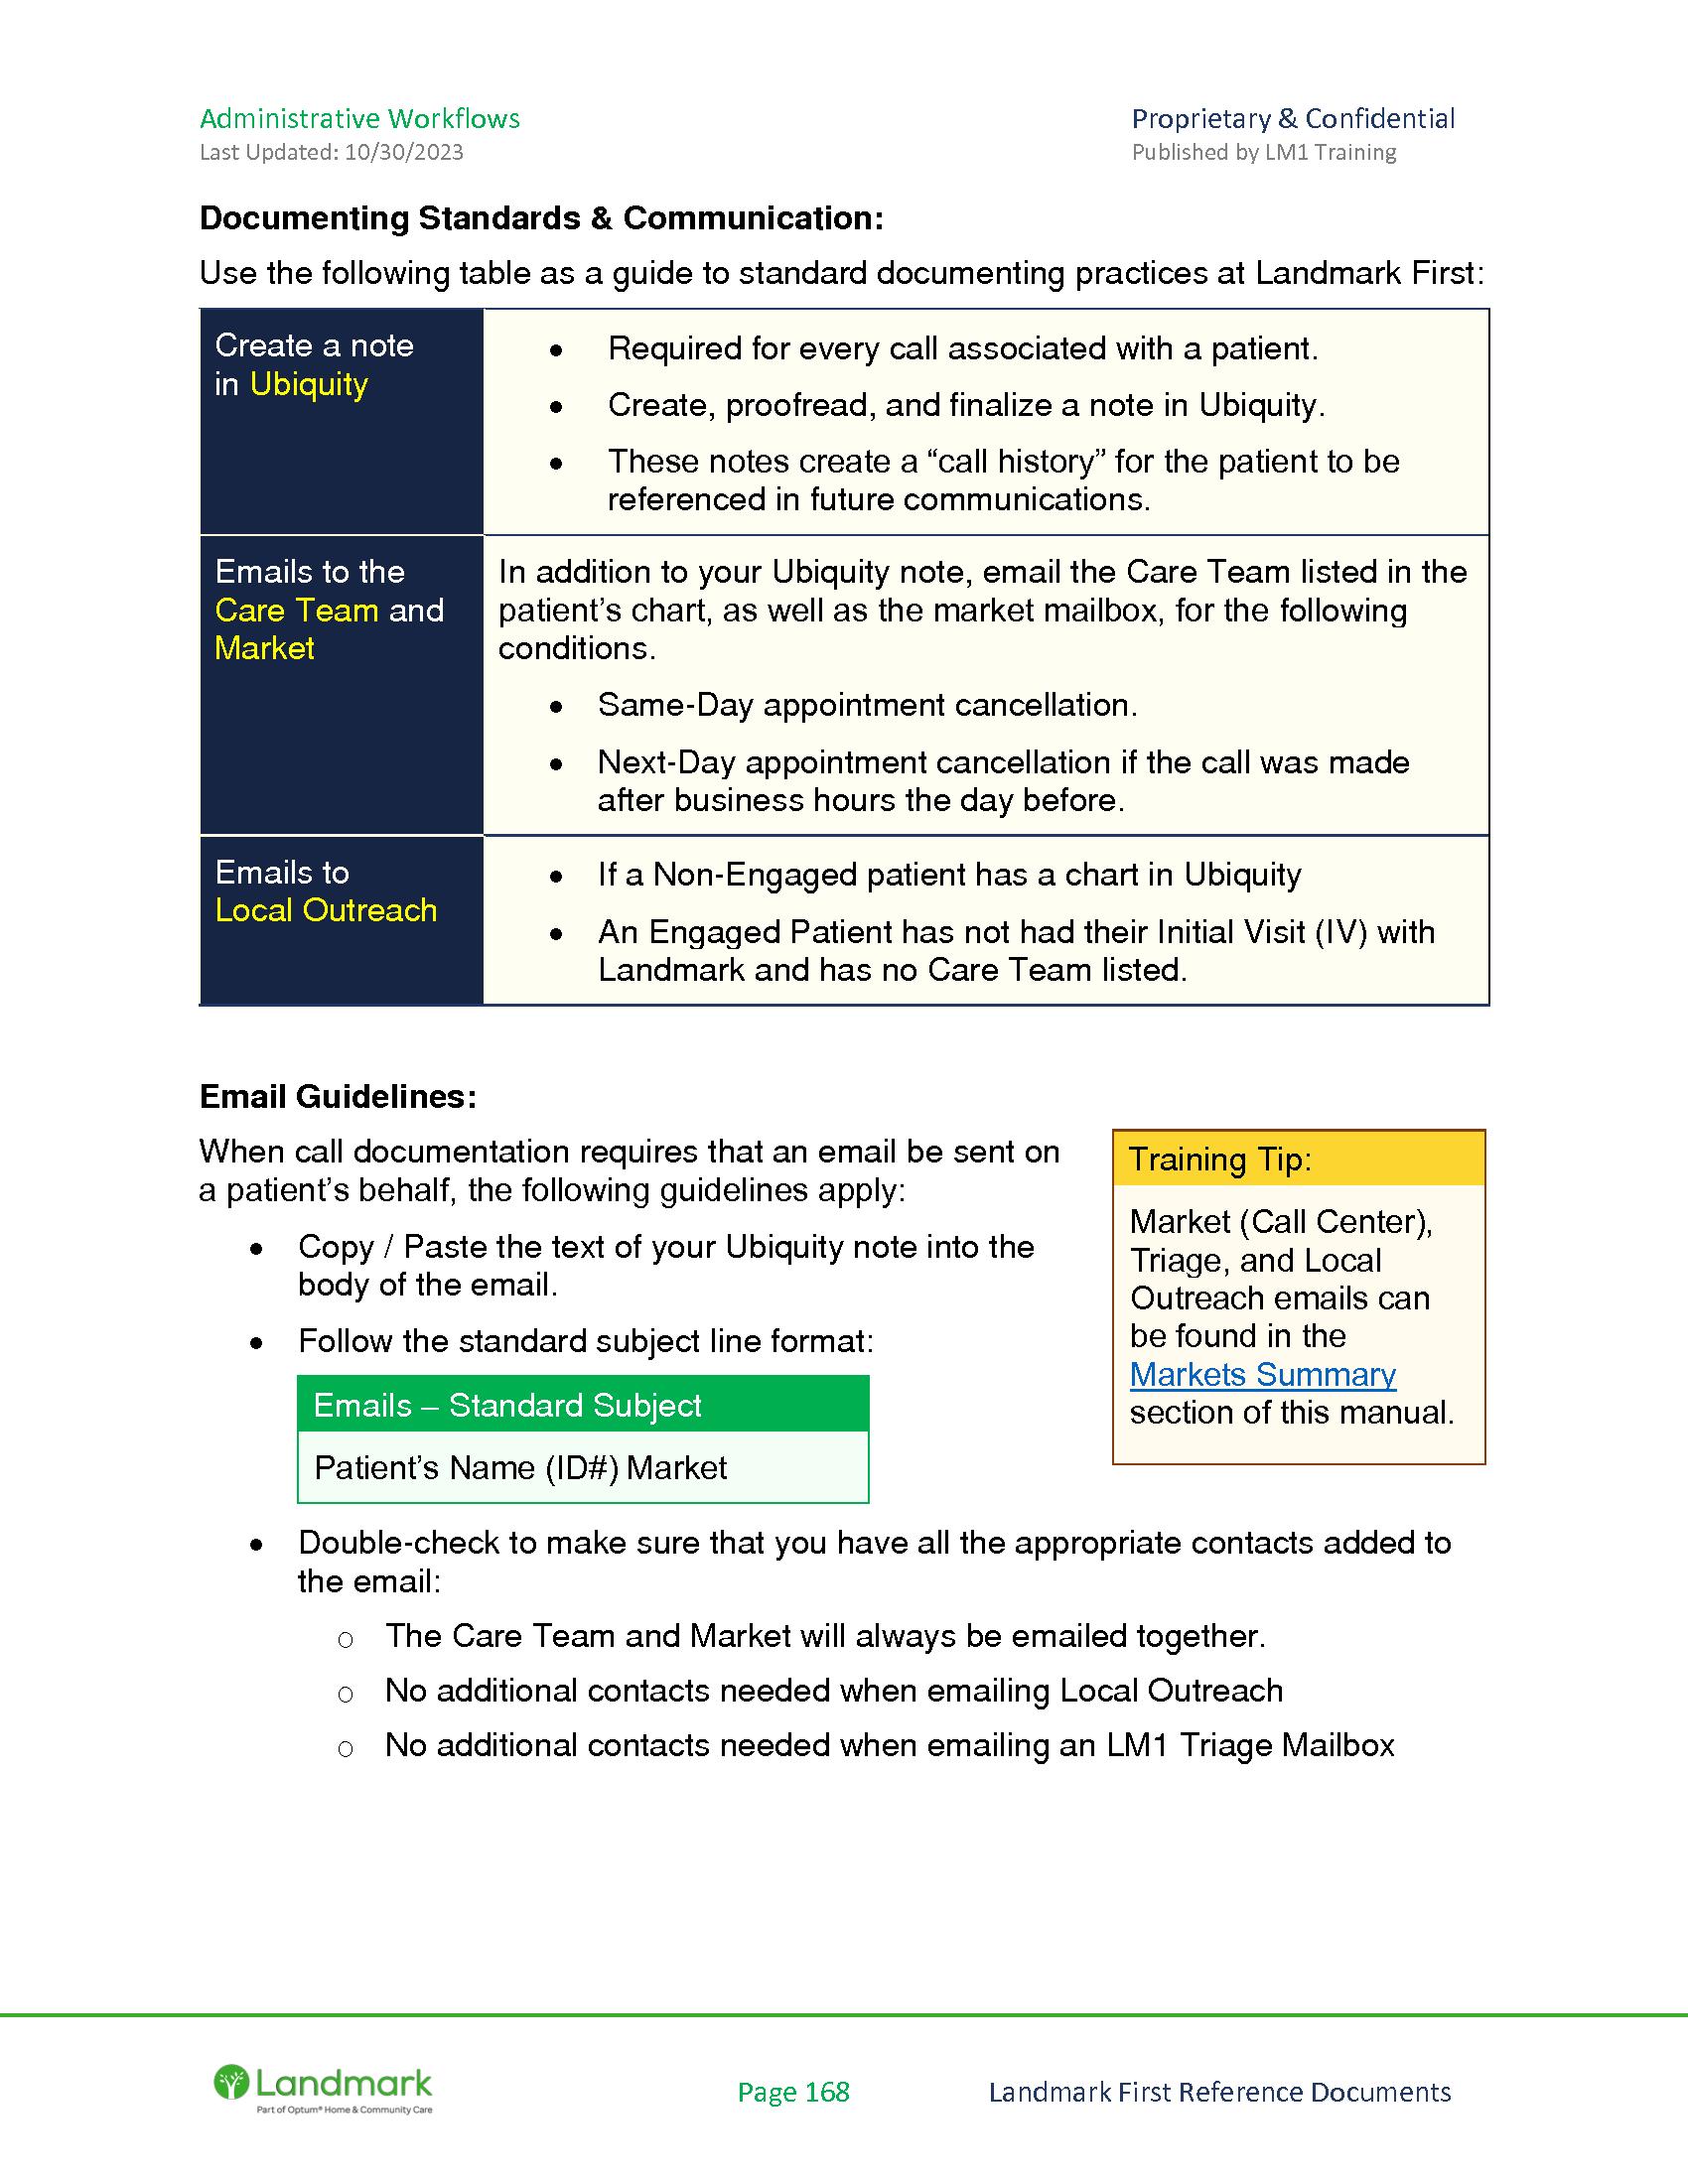 Administrative Workflows
Proprietary & Confidential
Last Updated: 10/30/2023
Published by LM1 Training
Documenting Standards & Communication:
Use the following table as a guide to standard documenting practices at Landmark First:
Create a note
in Ubiquity
• Required for every call associated with a patient.
• Create, proofread, and finalize a note in Ubiquity.
• These notes create a “call history” for the patient to be
referenced in future communications.
Emails to the
Care Team and
Market
In addition to your Ubiquity note, email the Care Team listed in the
patient’s chart, as well as the market mailbox, for the following
conditions.
• Same-Day appointment cancellation.
• Next-Day appointment cancellation if the call was made
after business hours the day before.
Emails to
Local Outreach
• If a Non-Engaged patient has a chart in Ubiquity
• An Engaged Patient has not had their Initial Visit (IV) with
Landmark and has no Care Team listed.
Email Guidelines:
When call documentation requires that an email be sent on
a patient’s behalf, the following guidelines apply:
• Copy / Paste the text of your Ubiquity note into the
body of the email.
• Follow the standard subject line format:
Emails – Standard Subject
Patient’s Name (ID#) Market
Training Tip:
Market (Call Center),
Triage, and Local
Outreach emails can
be found in the
Markets Summary
section of this manual.
• Double-check to make sure that you have all the appropriate contacts added to
the email:
○ The Care Team and Market will always be emailed together.
○ No additional contacts needed when emailing Local Outreach
○ No additional contacts needed when emailing an LM1 Triage Mailbox
Landmark
Part of Optum® Home & Community Care
Page 168
Landmark First Reference Documents